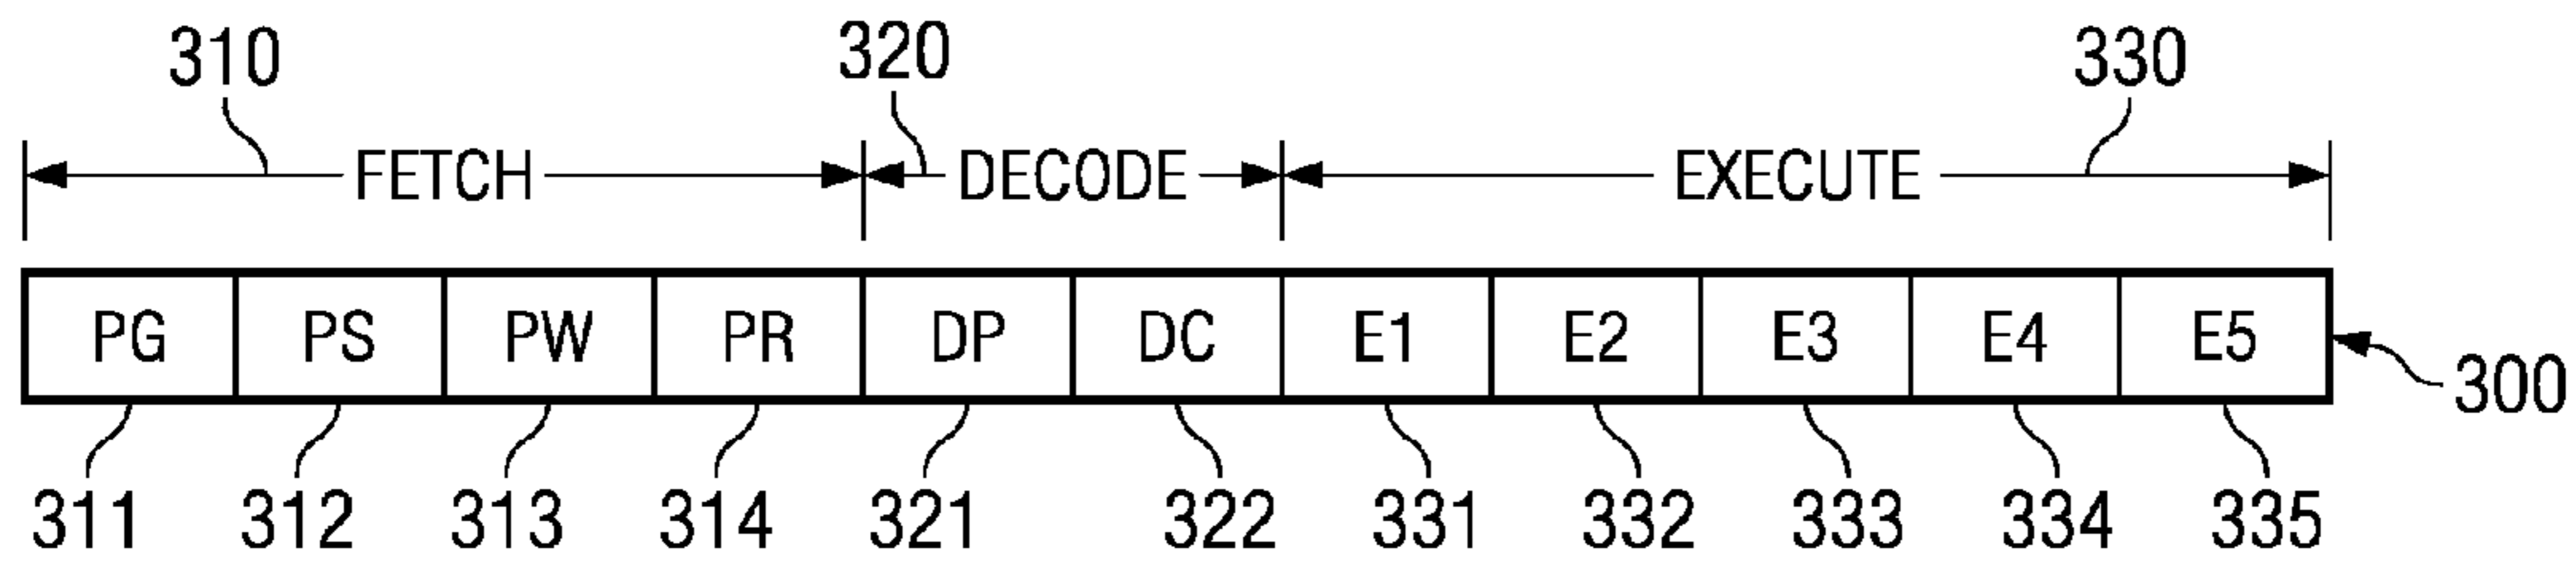 310 320 330
FETCH DECODE EXECUTE
PG PS PW PR DP DC E1 E2 E3 E4 E5
300
311 312 313 314 321 322 331 332 333 334 335